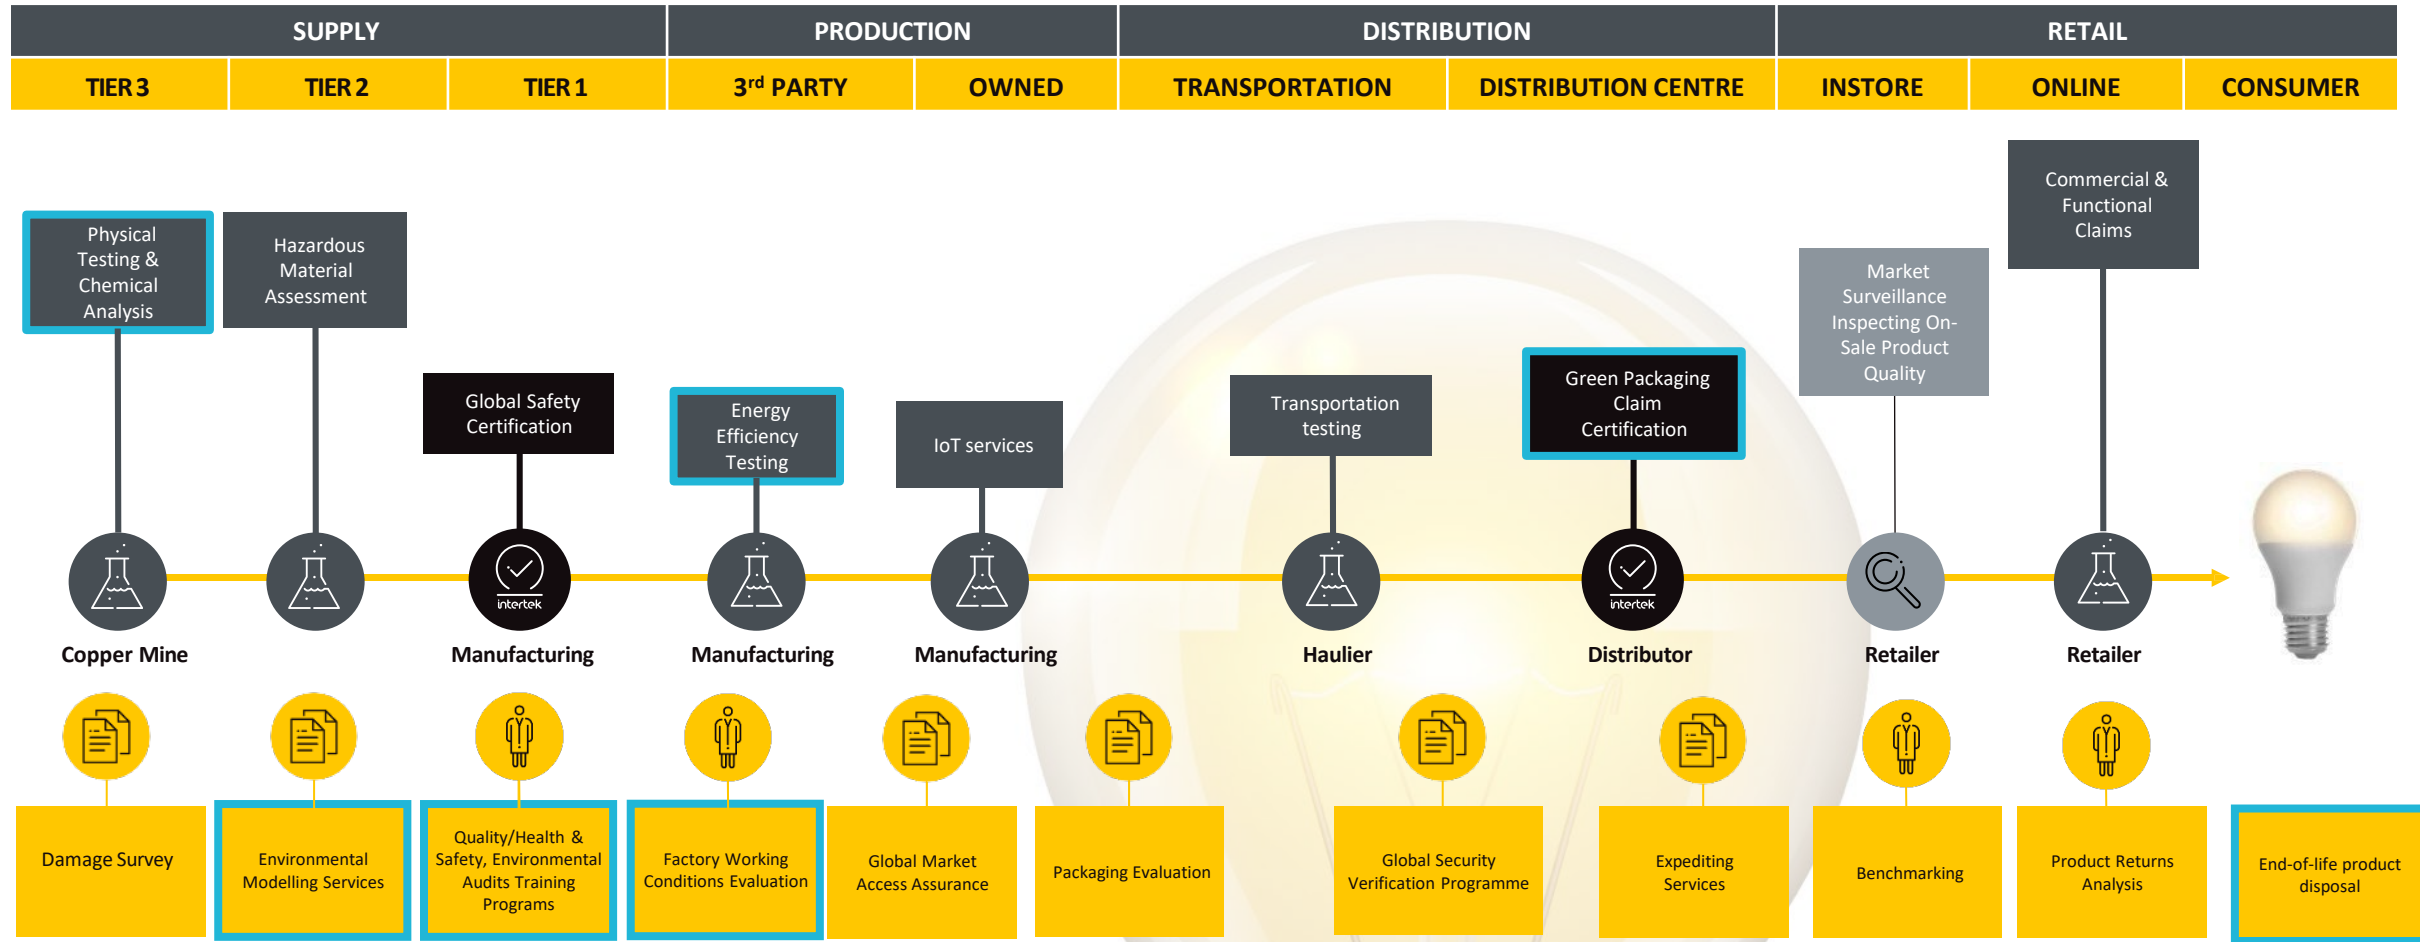 SUPPLY
PRODUCTION
DISTRIBUTION
RETAIL
TIER 3
TIER 2
TIER 1
3rd PARTY
OWNED
TRANSPORTATION
DISTRIBUTION CENTRE
INSTORE
ONLINE
CONSUMER
Physical
Testing &
Chemical
Analysis
Hazardous
Material
Assessment
Global Safety
Certification
Energy
Efficiency
Testing
IoT services
Transportation
testing
Green Packaging
Claim
Certification
Market
Surveillance
Inspecting On-
Sale Product
Quality
Commercial &
Functional
Claims
intertek
intertek
Copper Mine
Manufacturing
Manufacturing
Manufacturing
Haulier
Distributor
Retailer
Retailer
Damage Survey
Environmental
Modelling Services
Quality/Health &
Safety, Environmental
Audits Training
Programs
Factory Working
Conditions Evaluation
Global Market
Access Assurance
Packaging Evaluation
Global Security
Verification Programme
Expediting
Services
Benchmarking
Product Returns
Analysis
End-of-life product
disposal